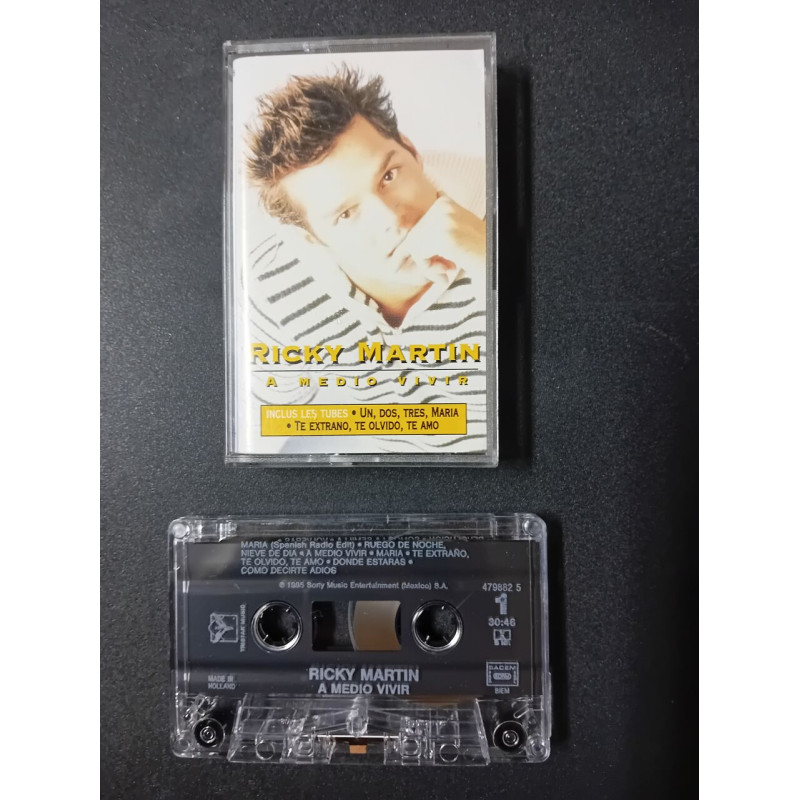 RICKY MARTIN
A MEDIO VIVIR
INCLUS LES TUBES • UN, DOS, TRES, MARIA
• TE EXTRANO, TE OLVIDO, TE AMO
MARIA (Spanish Radio Edit) • FUEGO DE NOCHE,
NIEVE DE DIA • A MEDIO VIVIR • MARIA • TE EXTRAÑO,
TE OLVIDO, TE AMO • DONDE ESTARAS •
COMO DECIRTE ADIOS
© 1995 Sony Music Entertainment (Mexico) S.A.
479882 5
1
30:46
TRISTAR MUSIC
SACEM
BIEM
MADE IN
HOLLAND
RICKY MARTIN
A MEDIO VIVIR